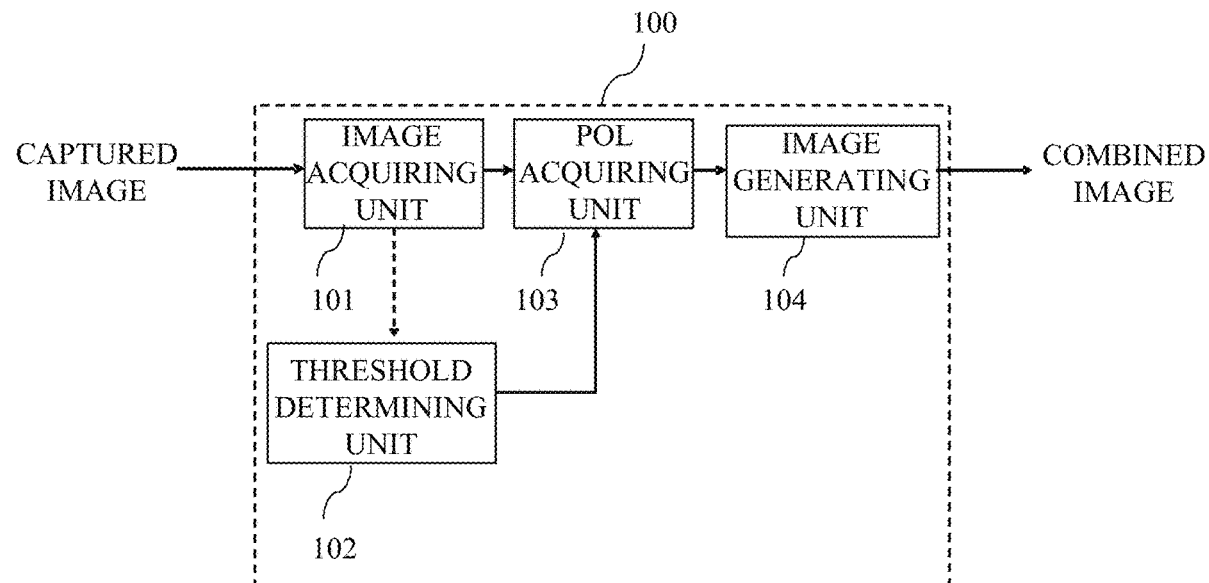 100
CAPTURED
IMAGE
IMAGE
ACQUIRING
UNIT
POL
ACQUIRING
UNIT
IMAGE
GENERATING
UNIT
COMBINED
IMAGE
101
103
104
THRESHOLD
DETERMINING
UNIT
102